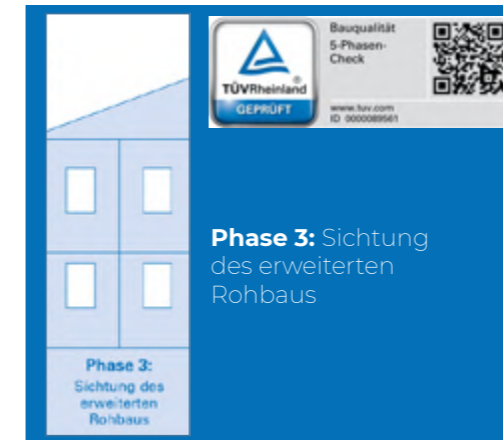 TÜVRheinland®
GEPRÜFT
Bauqualität
5-Phasen-
Check
www.tuv.com
ID 0000089561
Phase 3: Sichtung
des erweiterten
Rohbaus
Phase 3:
Sichtung des
erweiterten
Rohbaus